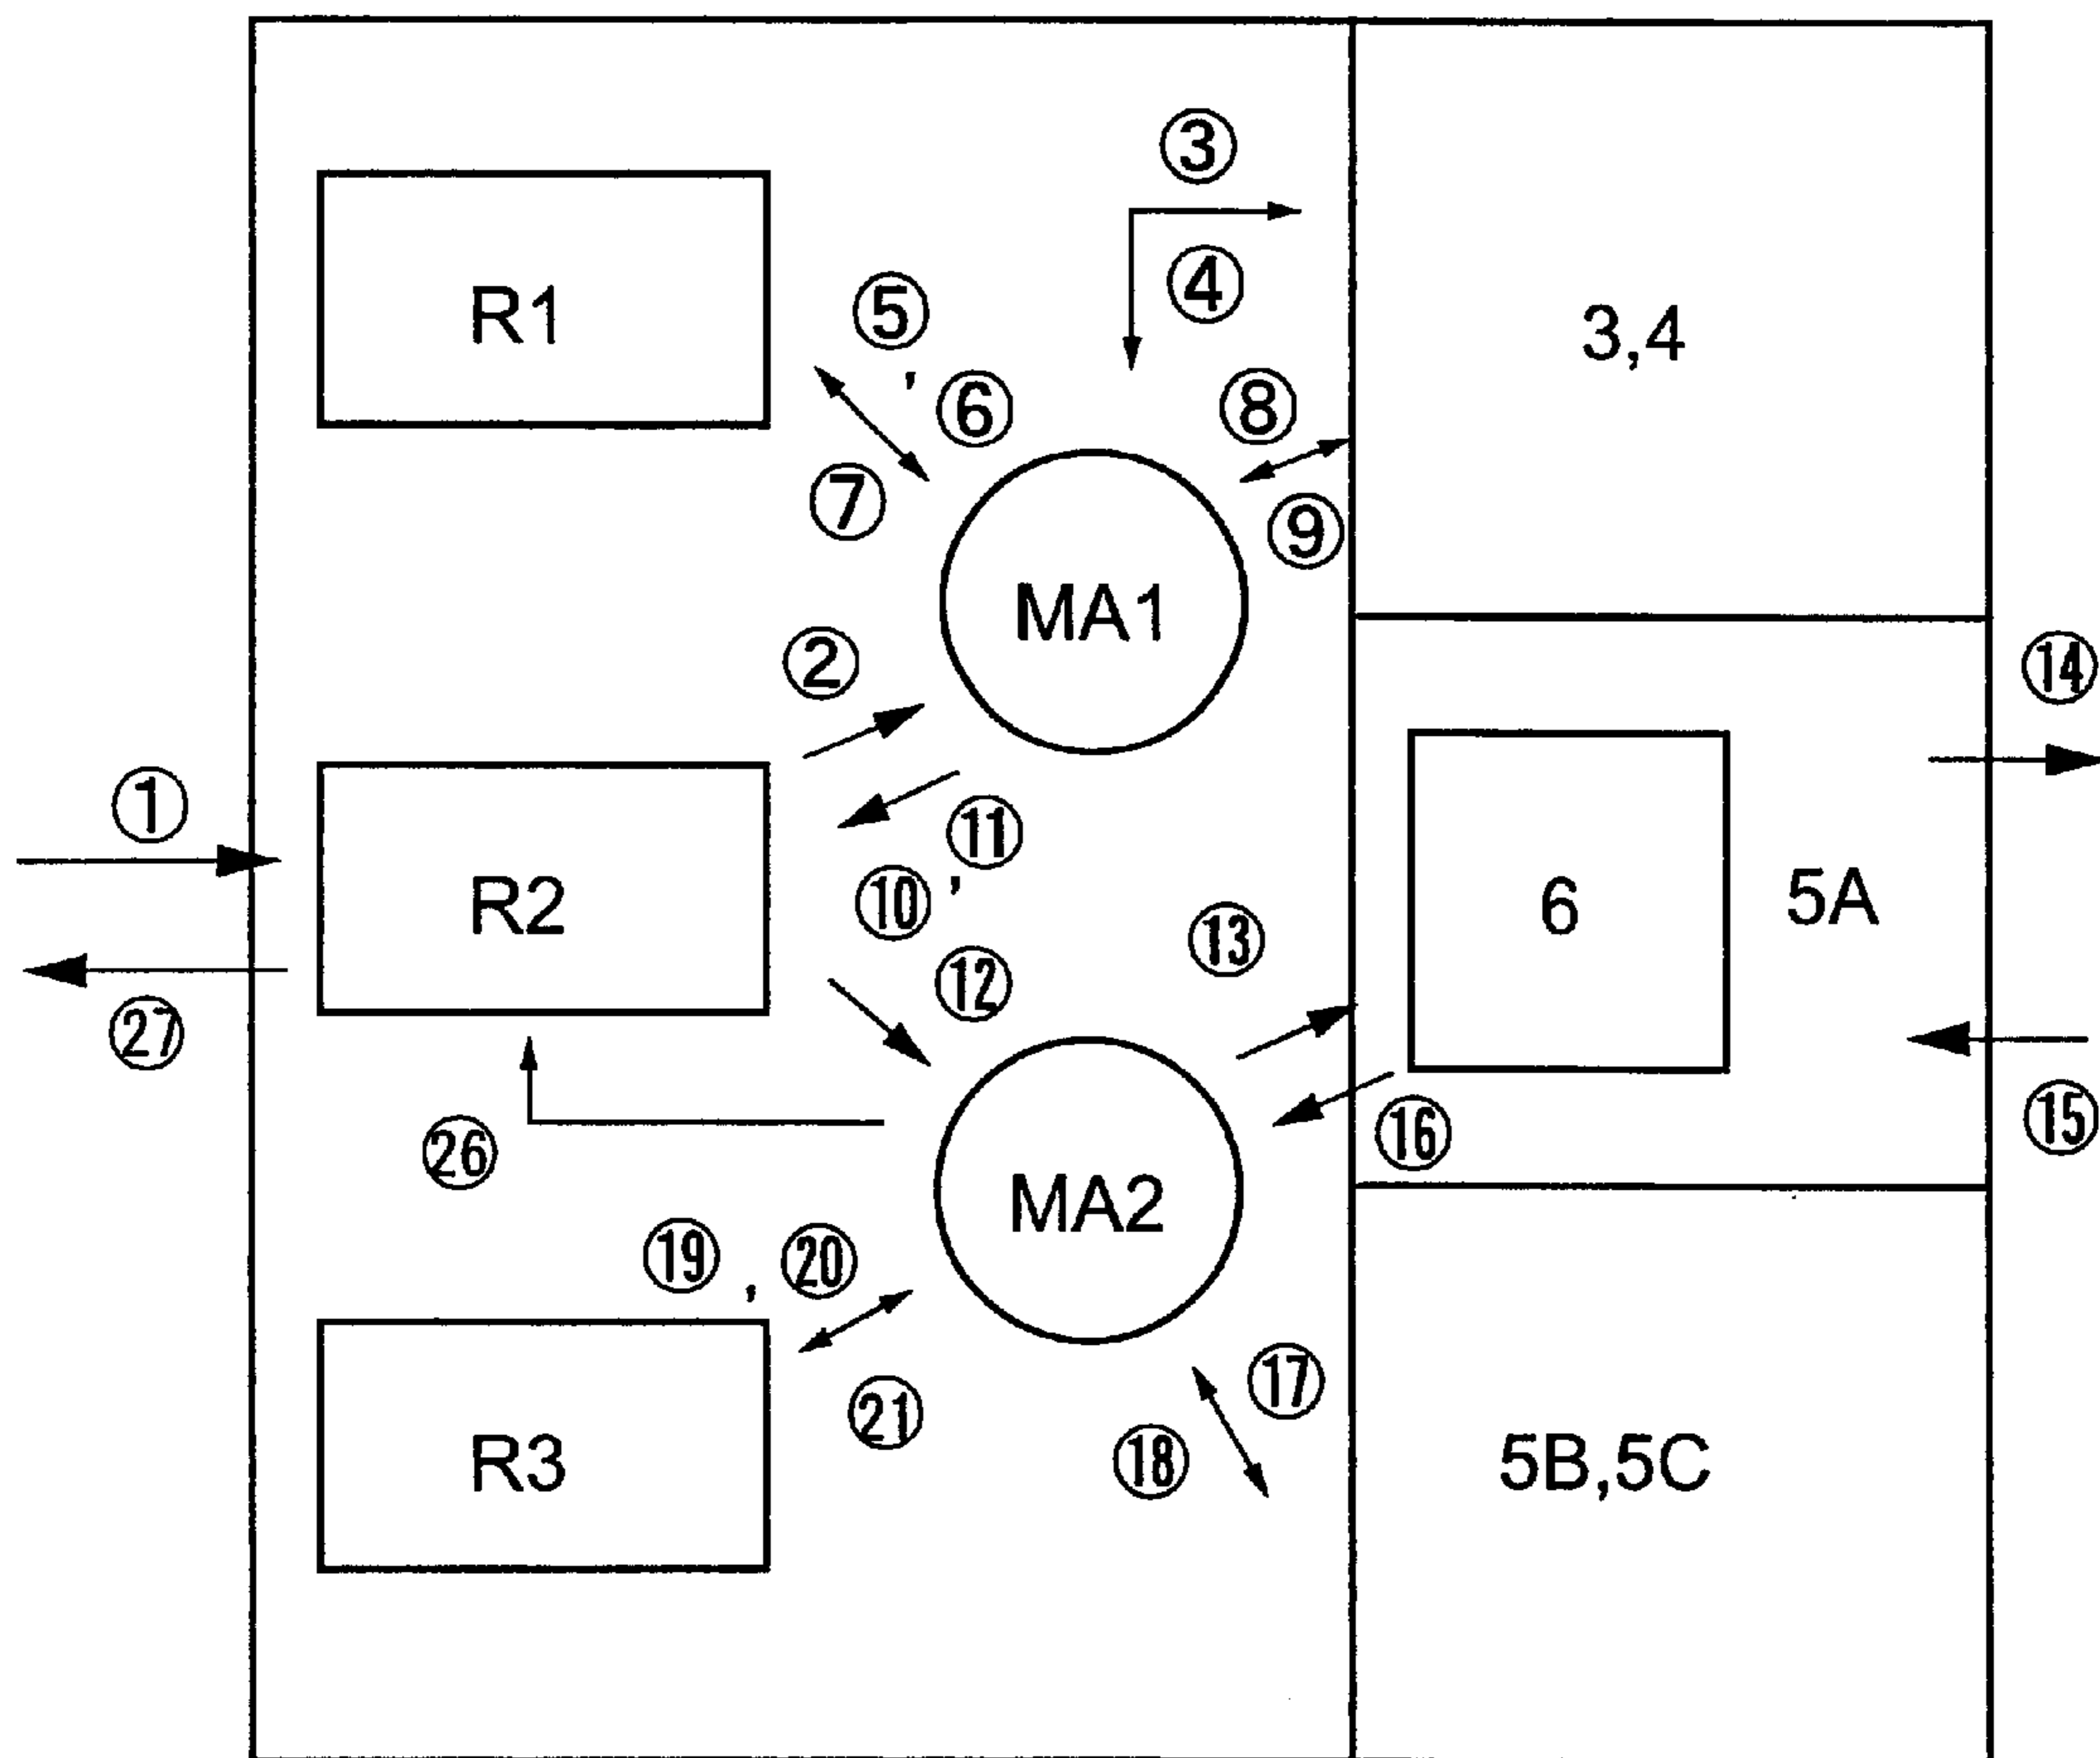 ③
④
R1
⑤
, ⑥
⑦
⑧
⑨
3,4
MA1
②
①
⑪
⑩ ,
R2
⑫
⑬
6
5A
⑭
⑮
⑯
㉗
㉖
MA2
⑲ , ⑳
㉑
⑰
⑱
R3
5B,5C